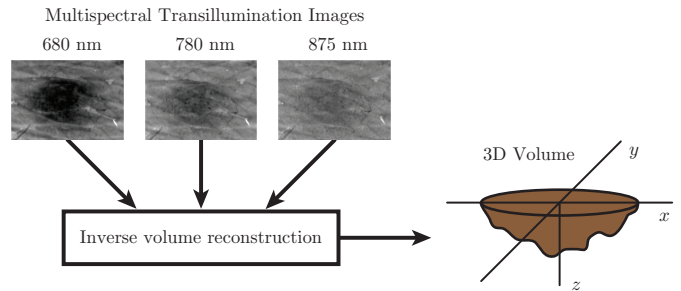 Multispectral Transillumination Images
680 nm
780 nm
875 nm
3D Volume
y
x
Inverse volume reconstruction
z